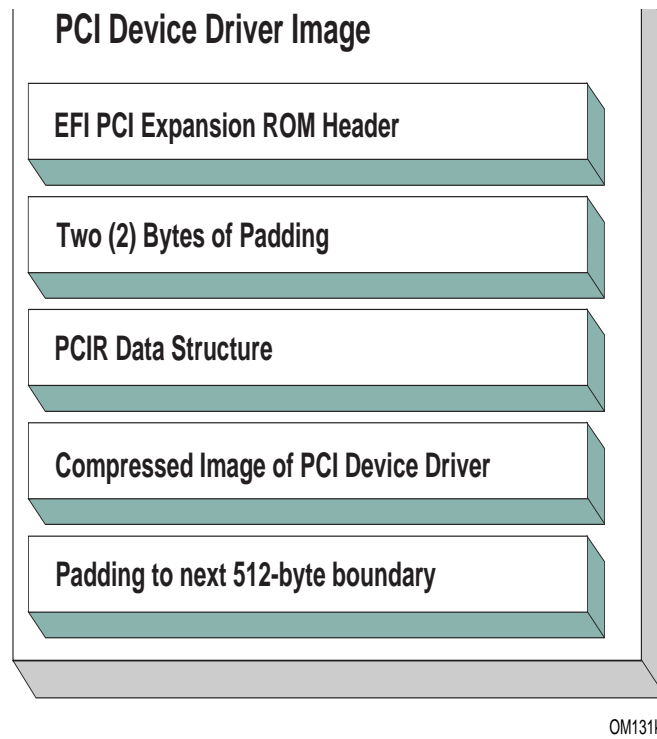 PCI Device Driver Image
EFI PCI Expansion ROM Header
Two (2) Bytes of Padding
PCIR Data Structure
Compressed Image of PCI Device Driver
Padding to next 512-byte boundary